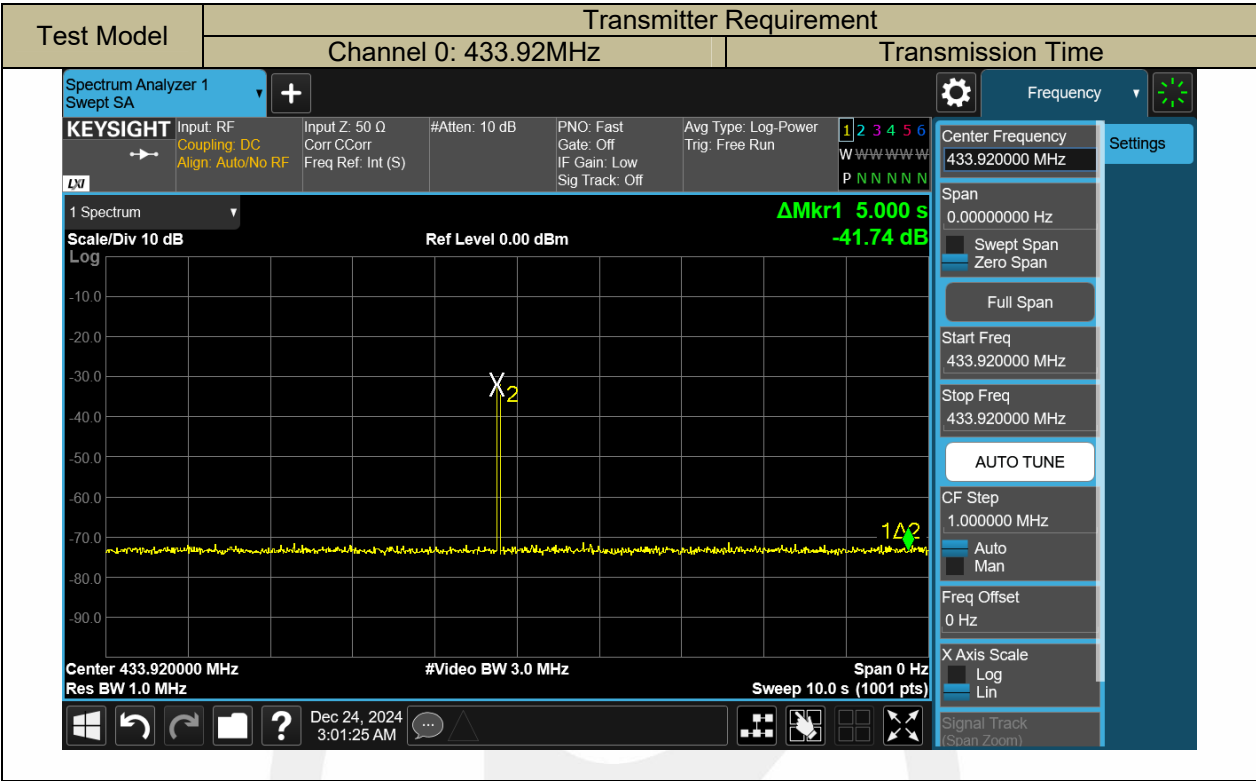 Test Model
Transmitter Requirement
Channel 0: 433.92MHz
Transmission Time
Spectrum Analyzer 1
Swept SA
Frequency
KEYSIGHT
Input: RF
Coupling: DC
Align: Auto/No RF
Input Z: 50 Ω
Corr CCorr
Freq Ref: Int (S)
#Atten: 10 dB
PNO: Fast
Gate: Off
IF Gain: Low
Sig Track: Off
Avg Type: Log-Power
Trig: Free Run
1 2 3 4 5 6
W W W W W W
P N N N N N
LXI
1 Spectrum
Scale/Div 10 dB
Ref Level 0.00 dBm
ΔMkr1 5.000 s
-41.74 dB
Log
-10.0
-20.0
-30.0
-40.0
-50.0
-60.0
-70.0
-80.0
-90.0
2
1Δ2
Center 433.920000 MHz
#Video BW 3.0 MHz
Span 0 Hz
Res BW 1.0 MHz
Sweep 10.0 s (1001 pts)
Dec 24, 2024
3:01:25 AM
Center Frequency
433.920000 MHz
Settings
Span
0.00000000 Hz
Swept Span
Zero Span
Full Span
Start Freq
433.920000 MHz
Stop Freq
433.920000 MHz
AUTO TUNE
CF Step
1.000000 MHz
Auto
Man
Freq Offset
0 Hz
X Axis Scale
Log
Lin
Signal Track
(Span Zoom)